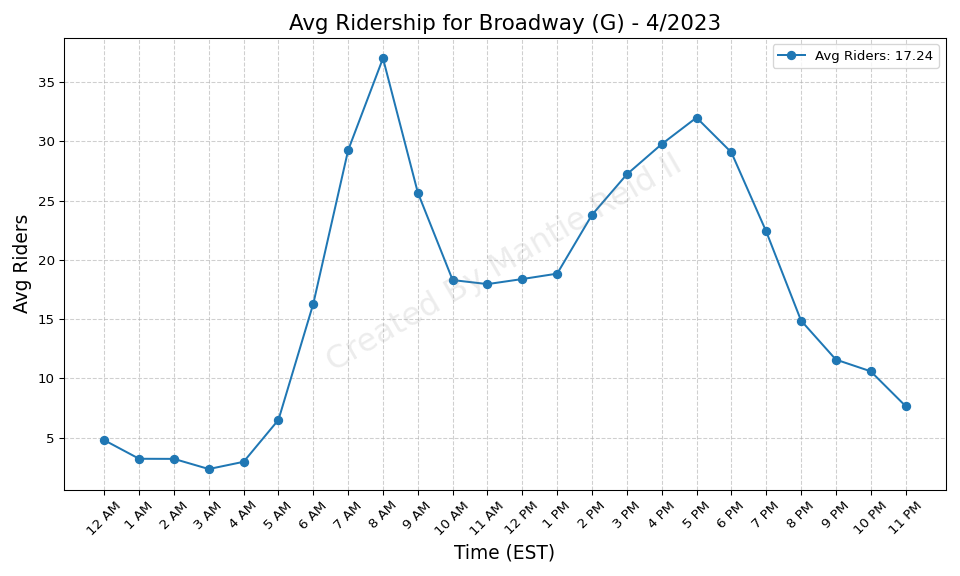 Avg Ridership for Broadway (G) - 4/2023
Avg Riders: 17.24
Avg Riders
35
30
25
20
15
10
5
Created By Mantie Reid II
12 AM
1 AM
2 AM
3 AM
4 AM
5 AM
6 AM
7 AM
8 AM
9 AM
10 AM
11 AM
12 PM
1 PM
2 PM
3 PM
4 PM
5 PM
6 PM
7 PM
8 PM
9 PM
10 PM
11 PM
Time (EST)